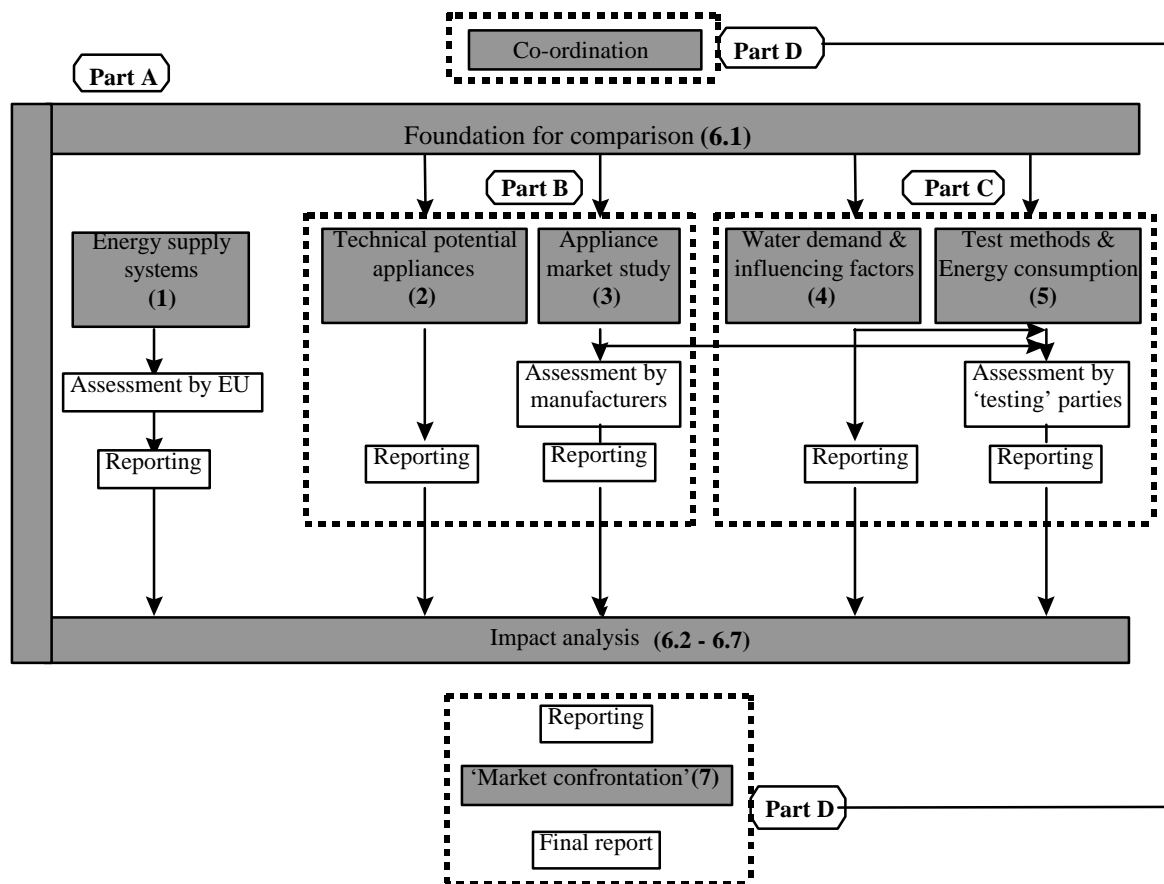 Co-ordination
Part D
Part A
Foundation for comparison (6.1)
Part B
Part C
Energy supply
systems
(1)
Technical potential
appliances
(2)
Appliance
market study
(3)
Water demand &
influencing factors
(4)
Test methods &
Energy consumption
(5)
Assessment by EU
Assessment by
manufacturers
Assessment by
‘testing’ parties
Reporting
Reporting
Reporting
Reporting
Reporting
Impact analysis (6.2 - 6.7)
Reporting
‘Market confrontation’(7)
Part D
Final report